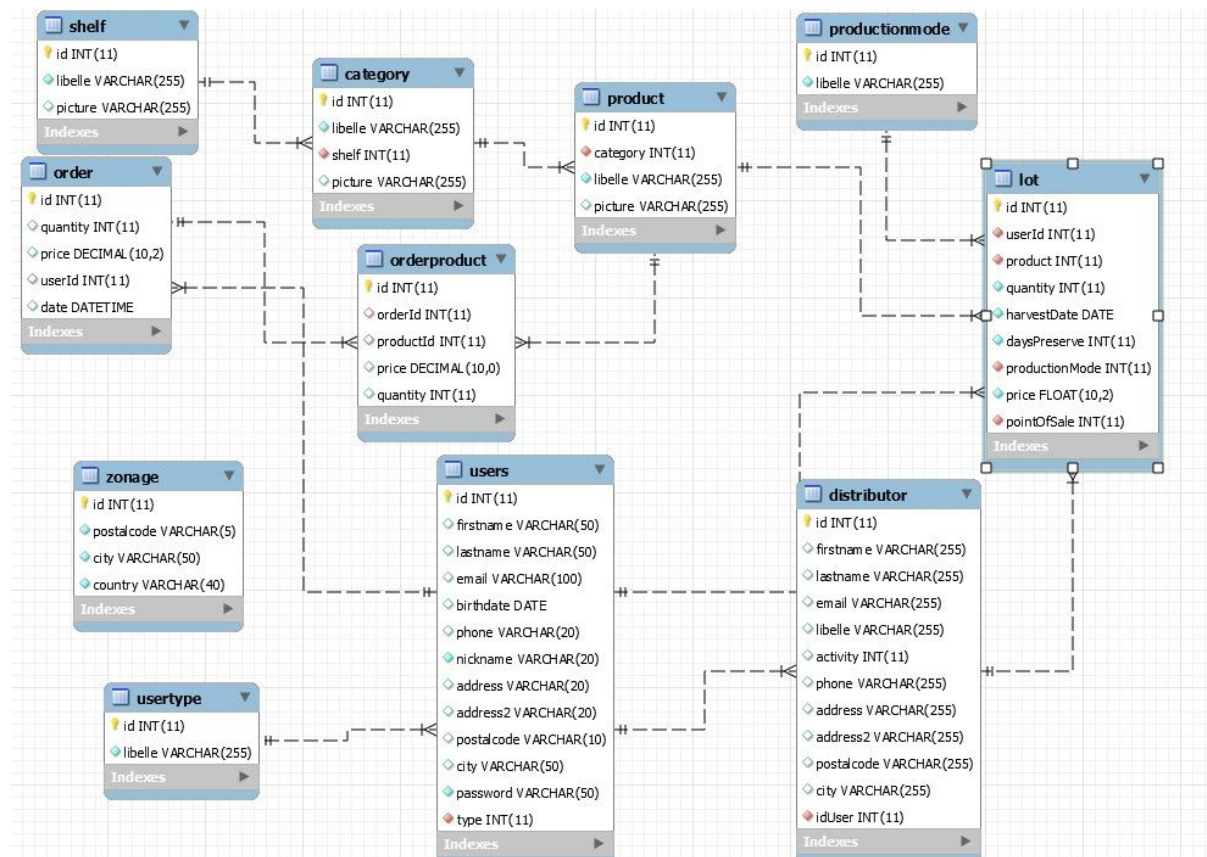 shelf
id INT(11)
libelle VARCHAR(255)
picture VARCHAR(255)
Indexes
category
id INT(11)
libelle VARCHAR(255)
shelf INT(11)
picture VARCHAR(255)
Indexes
product
id INT(11)
category INT(11)
libelle VARCHAR(255)
picture VARCHAR(255)
Indexes
productionmode
id INT(11)
libelle VARCHAR(255)
Indexes
order
id INT(11)
quantity INT(11)
price DECIMAL(10,2)
userId INT(11)
date DATETIME
Indexes
orderproduct
id INT(11)
orderId INT(11)
productId INT(11)
price DECIMAL(10,0)
quantity INT(11)
Indexes
lot
id INT(11)
userId INT(11)
product INT(11)
quantity INT(11)
harvestDate DATE
daysPreserve INT(11)
productionMode INT(11)
price FLOAT(10,2)
pointOfSale INT(11)
Indexes
zonage
id INT(11)
postalcode VARCHAR(5)
city VARCHAR(50)
country VARCHAR(40)
Indexes
users
id INT(11)
firstname VARCHAR(50)
lastname VARCHAR(50)
email VARCHAR(100)
birthdate DATE
phone VARCHAR(20)
nickname VARCHAR(20)
address VARCHAR(20)
address2 VARCHAR(20)
postalcode VARCHAR(10)
city VARCHAR(50)
password VARCHAR(50)
type INT(11)
Indexes
distributor
id INT(11)
firstname VARCHAR(255)
lastname VARCHAR(255)
email VARCHAR(255)
libelle VARCHAR(255)
activity INT(11)
phone VARCHAR(255)
address VARCHAR(255)
address2 VARCHAR(255)
postalcode VARCHAR(255)
city VARCHAR(255)
idUser INT(11)
Indexes
usertype
id INT(11)
libelle VARCHAR(255)
Indexes